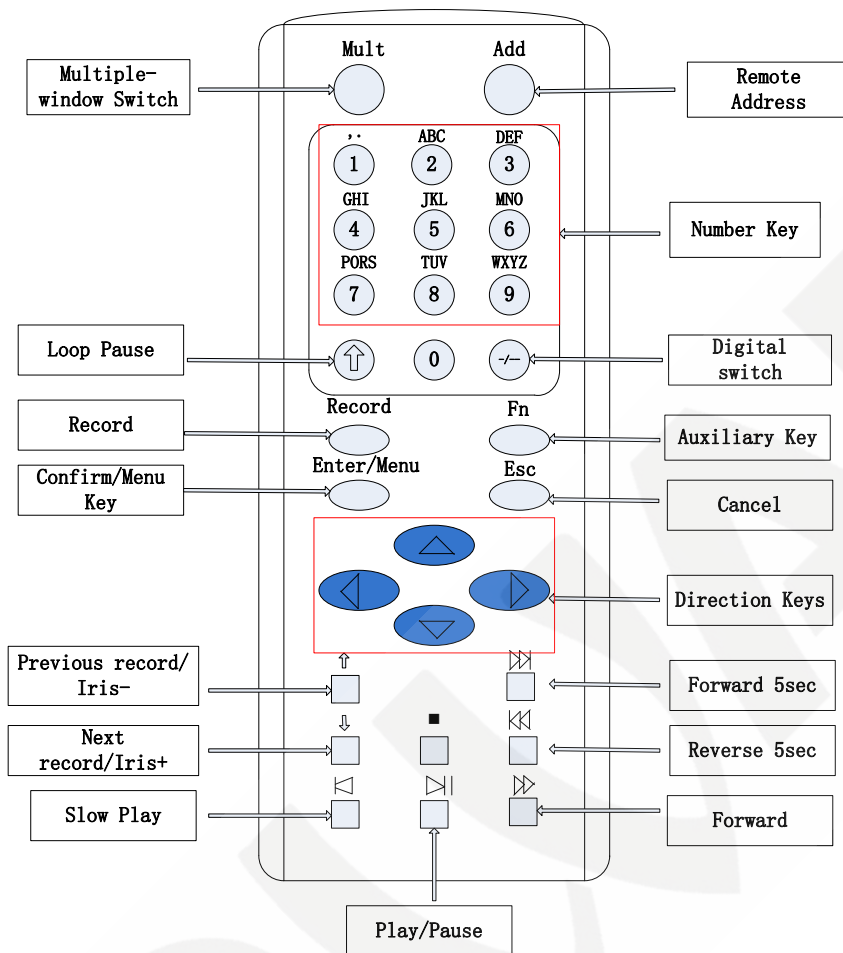 Mult
Add
Multiple-
window Switch
Remote
Address
,.
ABC
DEF
1
2
3
GHI
JKL
MNO
4
5
6
Number Key
PORS
TUV
WXYZ
7
8
9
Loop Pause
0
-/--
Digital
switch
Record
Fn
Record
Auxiliary Key
Enter/Menu
Esc
Confirm/Menu
Key
Cancel
Direction Keys
Previous record/
Iris-
Forward 5sec
Next
record/Iris+
Reverse 5sec
Slow Play
Forward
Play/Pause